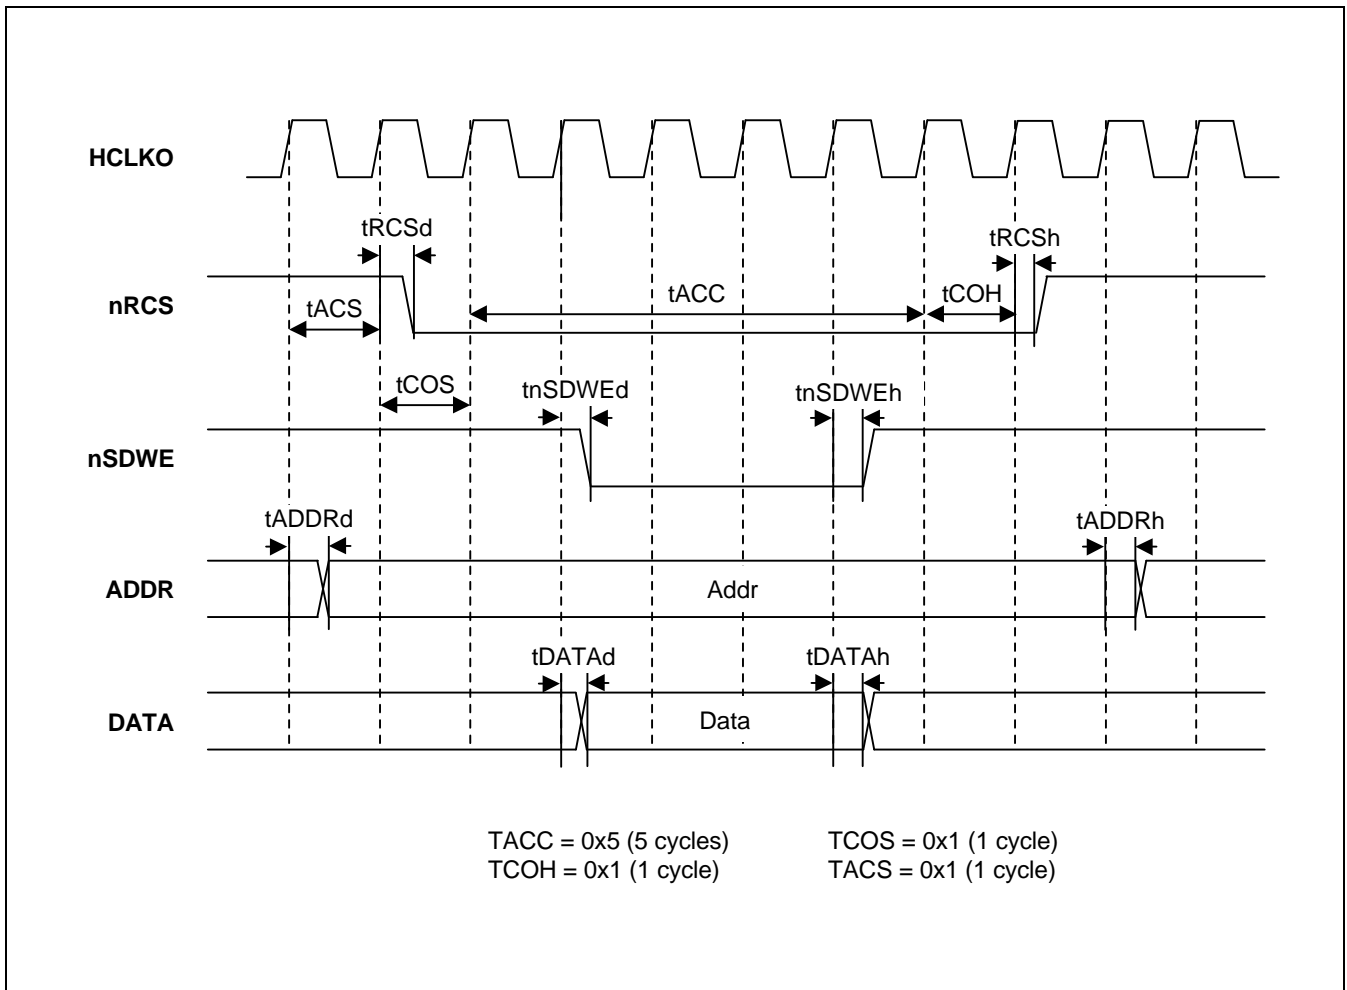 HCLKO
tRCSd
tRCSh
nRCS
tACS
tACC
tCOH
tCOS
tnSDWEd
tnSDWEh
nSDWE
tADDRd
tADDRh
ADDR
Addr
tDATAd
tDATAh
DATA
Data
TACC = 0x5 (5 cycles)
TCOS = 0x1 (1 cycle)
TCOH = 0x1 (1 cycle)
TACS = 0x1 (1 cycle)